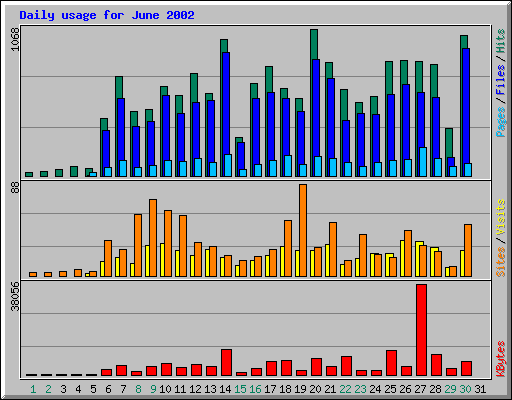 Daily usage for June 2002
1068
Pages / Files / Hits
88
Sites / Visits
38056
KBytes
1 2 3 4 5 6 7 8 9 10 11 12 13 14 15 16 17 18 19 20 21 22 23 24 25 26 27 28 29 30 31